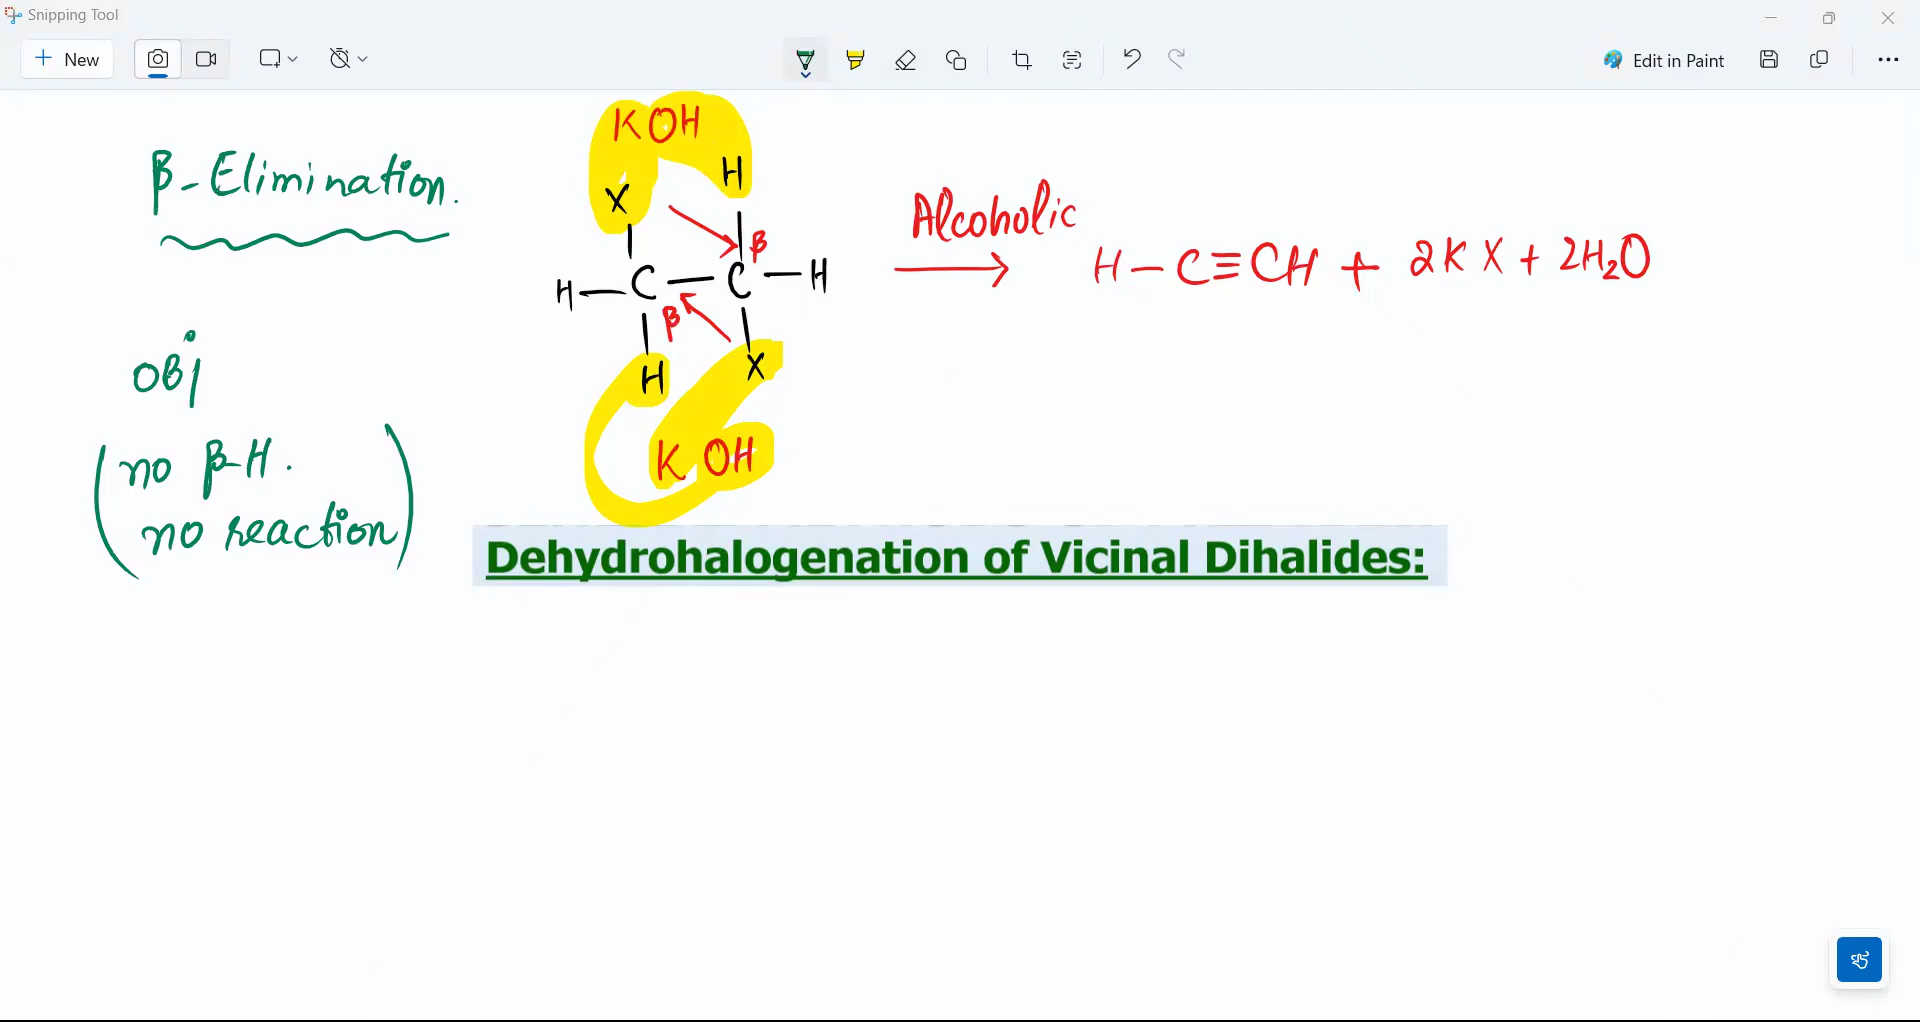 Snipping Tool
New
Edit in Paint
β-Elimination.
KOH
X H
β
H-C-C-H
β
H X
K OH
Alcoholic
H-C≡CH + 2KX + 2H₂O
OBj
(no β-H.
no reaction)
Dehydrohalogenation of Vicinal Dihalides: